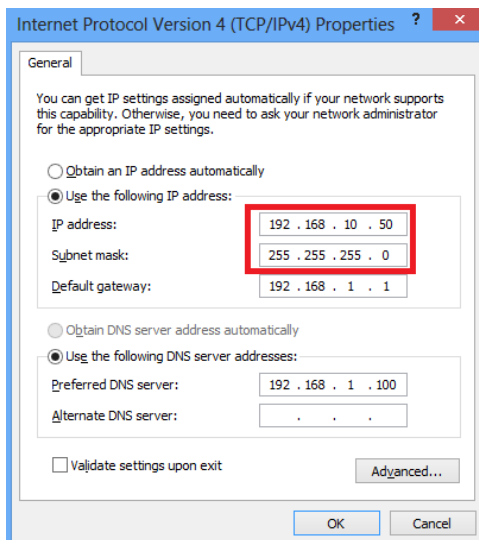 Internet Protocol Version 4 (TCP/IPv4) Properties ? ×
General
You can get IP settings assigned automatically if your network supports
this capability. Otherwise, you need to ask your network administrator
for the appropriate IP settings.
Obtain an IP address automatically
Use the following IP address:
IP address: 192 . 168 . 10 . 50
Subnet mask: 255 . 255 . 255 . 0
Default gateway: 192 . 168 . 1 . 1
Obtain DNS server address automatically
Use the following DNS server addresses:
Preferred DNS server: 192 . 168 . 1 . 100
Alternate DNS server: . . .
Validate settings upon exit
Advanced...
OK Cancel